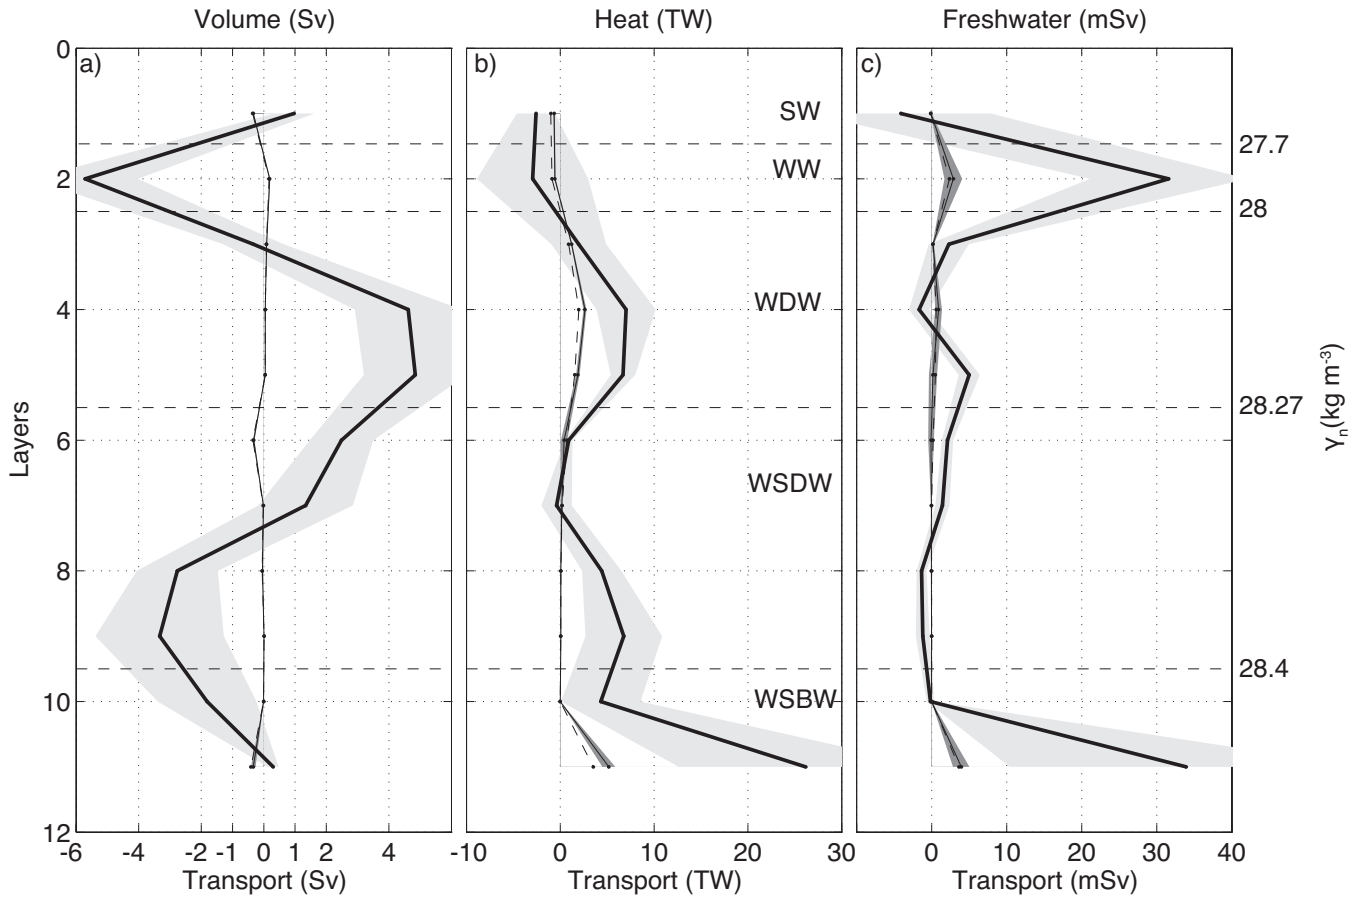 Volume (Sv)
Heat (TW)
Freshwater (mSv)
a)
b)
c)
0
2
4
6
8
10
12
Layers
SW
WW
WDW
WSDW
WSBW
27.7
28
28.27
28.4
γn(kg m-3)
-6 -4 -2 -1 0 1 2 4
-10 0 10 20 30
0 10 20 30 40
Transport (Sv)
Transport (TW)
Transport (mSv)